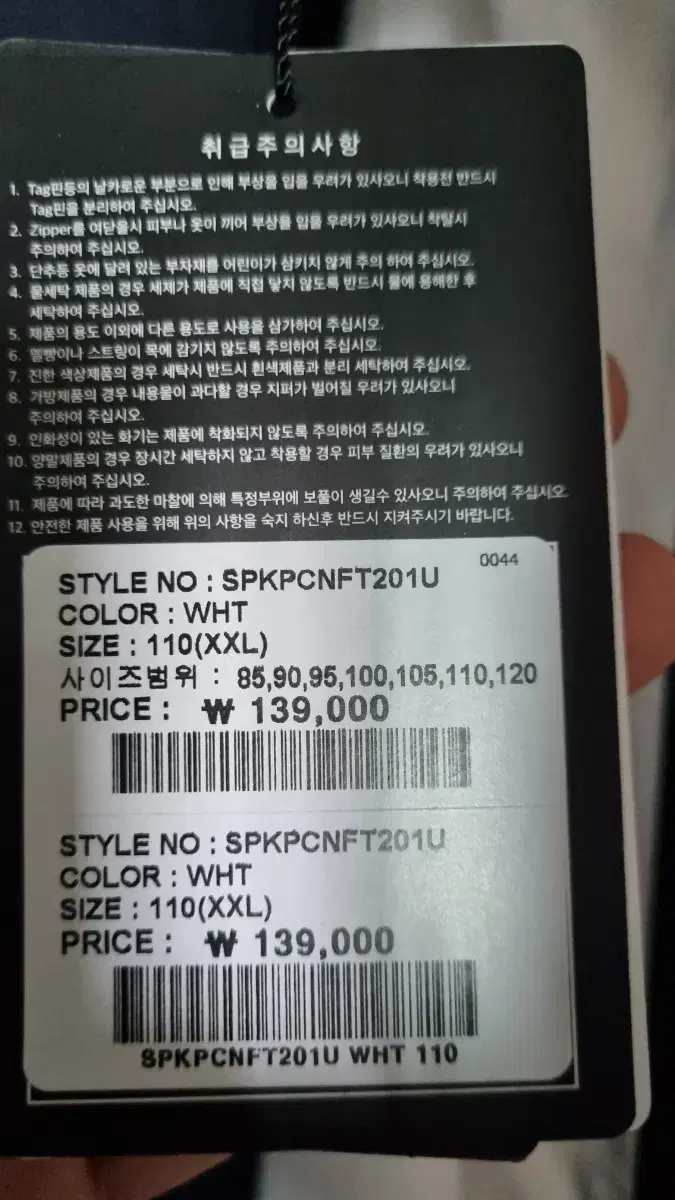 취급주의사항
1. Tag핀등의 날카로운 부분으로 인해 부상을 입을 우려가 있사오니 착용전 반드시
Tag핀을 분리하여 주십시오.
2. Zipper를 여닫을시 피부나 옷이 끼어 부상을 입을 우려가 있사오니 착탈시
주의하여 주십시오.
3. 단추등 옷에 달려 있는 부자재를 어린이가 삼키지 않게 주의 하여 주십시오.
4. 물세탁 제품의 경우 세제가 제품에 직접 닿지 않도록 반드시 물에 용해한 후
세탁하여 주십시오.
5. 제품의 용도 이외에 다른 용도로 사용을 삼가하여 주십시오.
6. 멜빵이나 스트링이 목에 감기지 않도록 주의하여 주십시오.
7. 진한 색상제품의 경우 세탁시 반드시 흰색제품과 분리 세탁하여 주십시오.
8. 가방제품의 경우 내용물이 과다할 경우 지퍼가 벌어질 우려가 있사오니
주의하여 주십시오.
9. 인화성이 있는 화기는 제품에 착화되지 않도록 주의하여 주십시오.
10. 양말제품의 경우 장시간 세탁하지 않고 착용할 경우 피부 질환의 우려가 있사오니
주의하여 주십시오.
11. 제품에 따라 과도한 마찰에 의해 특정부위에 보풀이 생길수 있사오니 주의하여 주십시오.
12. 안전한 제품 사용을 위해 위의 사항을 숙지 하신후 반드시 지켜주시기 바랍니다.
0044
STYLE NO : SPKPCNFT201U
COLOR : WHT
SIZE : 110(XXL)
사이즈범위 : 85,90,95,100,105,110,120
PRICE : ₩ 139,000
STYLE NO : SPKPCNFT201U
COLOR : WHT
SIZE : 110(XXL)
PRICE : ₩ 139,000
SPKPCNFT201U WHT 110